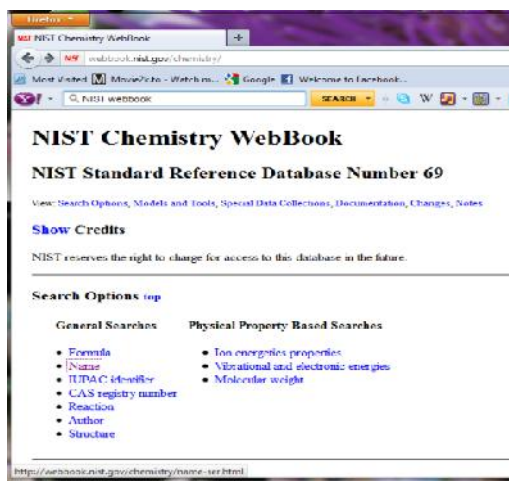 Firefox
NIST Chemistry WebBook +
NIST webbook.nist.gov/chemistry/
Most Visited Movie2k.to - Watch m... Google Welcome to Facebook...
Y! NIST webbook SEARCH W
NIST Chemistry WebBook
NIST Standard Reference Database Number 69
View: Search Options, Models and Tools, Special Data Collections, Documentation, Changes, Notes
Show Credits
NIST reserves the right to charge for access to this database in the future.
Search Options top
General Searches Physical Property Based Searches
• Formula • Ion energetics properties
• Name • Vibrational and electronic energies
• IUPAC identifier • Molecular weight
• CAS registry number
• Reaction
• Author
• Structure
http://webbook.nist.gov/chemistry/name-ser.html